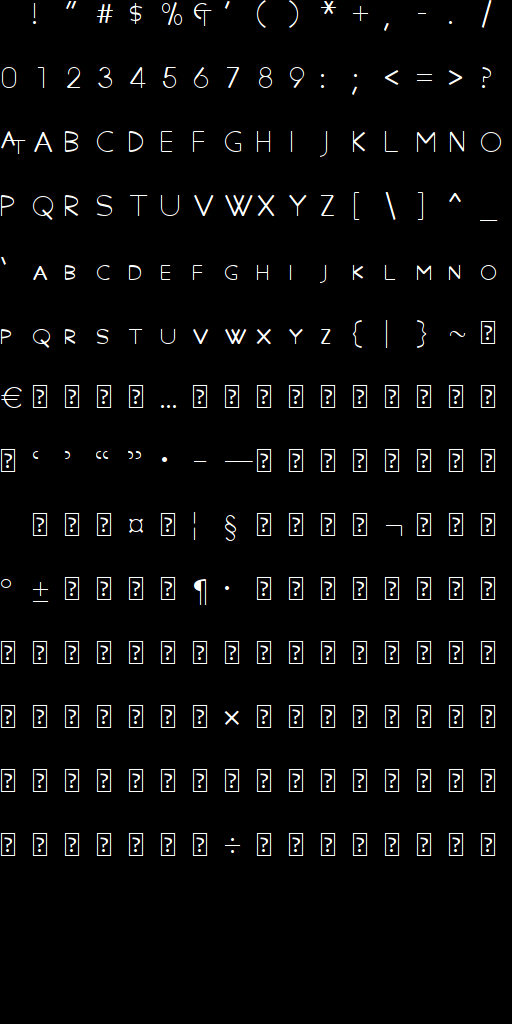 ! " # $ % & ' ( ) * + , - . /
0 1 2 3 4 5 6 7 8 9 : ; < = > ?
@ A B C D E F G H I J K L M N O
P Q R S T U V W X Y Z [ \ ] ^ _
` A B C D E F G H I J K L M N O
P Q R S T U V W X Y Z { | } ~ ?
€ ? ? ? ? … ? ? ? ? ? ? ? ? ? ?
? ‘ ’ “ ” • – — ? ? ? ? ? ? ? ?
? ? ? ¤ ? ¦ § ? ? ? ? ¬ ? ? ?
° ± ? ? ? ? ¶ · ? ? ? ? ? ? ? ?
? ? ? ? ? ? ? ? ? ? ? ? ? ? ? ?
? ? ? ? ? ? ? × ? ? ? ? ? ? ? ?
? ? ? ? ? ? ? ? ? ? ? ? ? ? ? ?
? ? ? ? ? ? ? ÷ ? ? ? ? ? ? ? ?